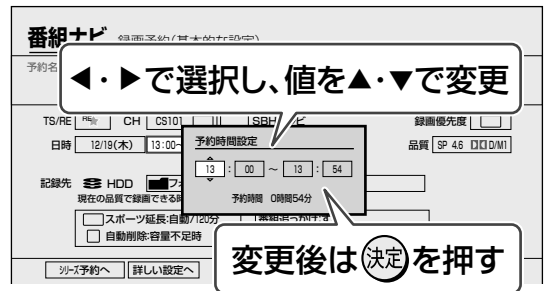 番組ナビ 録画予約(基本的な設定)
予約名
◀・▶で選択し、値を▲・▼で変更
TS/RE RE CH CS101 録画優先度
日時 12/19(木) 13:00~ 品質 SP 4.6 D/M1
予約時間設定
13 : 00 ~ 13 : 54
予約時間 0時間54分
記録先 HDD
現在の品質で録画できる時
スポーツ延長:自動/120分
自動削除:容量不足時
変更後は決定を押す
シリーズ予約へ 詳しい設定へ